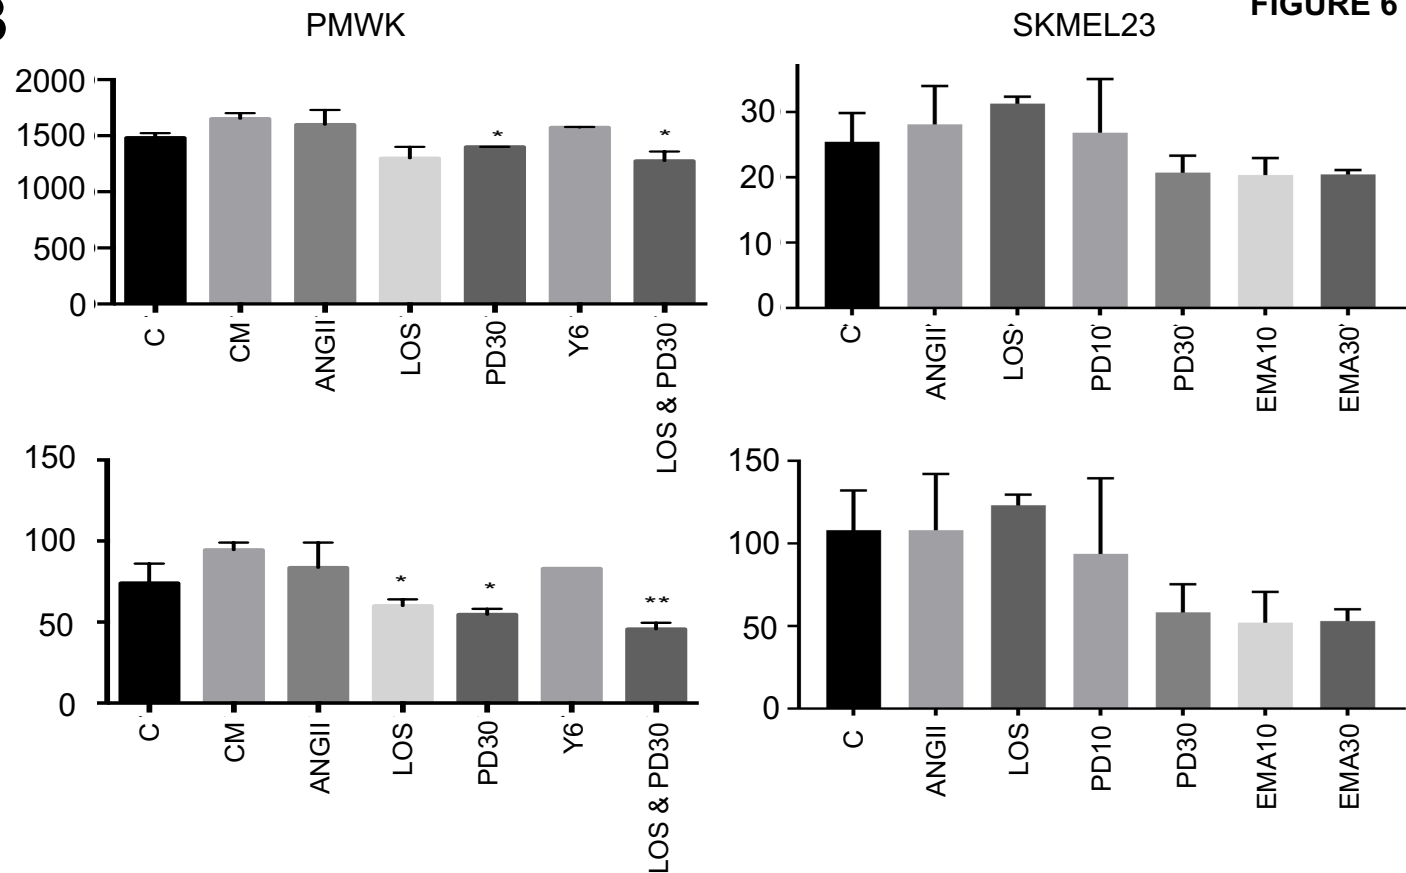 B
PMWK
SKMEL23
FIGURE 6
2000
1500
1000
500
0
*
*
C
CM
ANGII
LOS
PD30
Y6
LOS & PD30
30
20
10
0
C
ANGII
LOS
PD10
PD30
EMA10
EMA30
150
100
50
0
*
*
**
C
CM
ANGII
LOS
PD30
Y6
LOS & PD30
150
100
50
0
C
ANGII
LOS
PD10
PD30
EMA10
EMA30